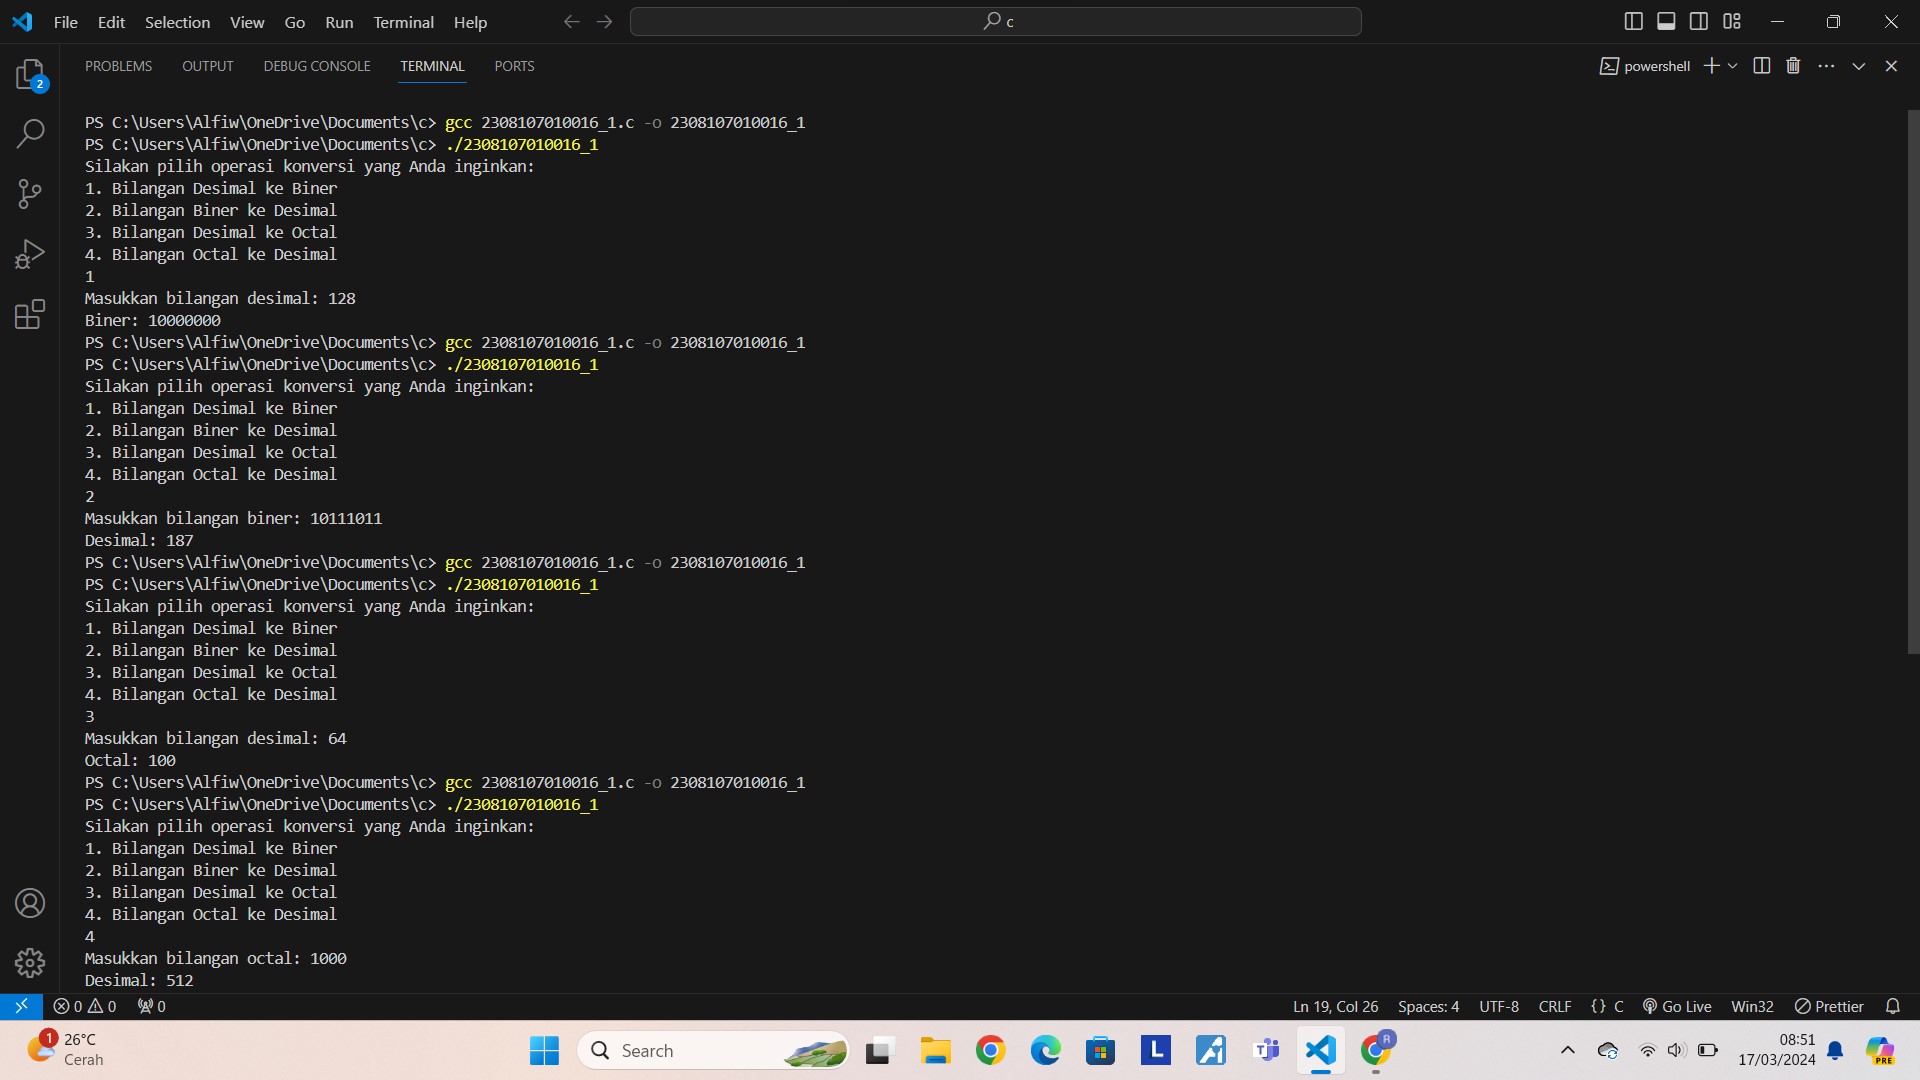 File Edit Selection View Go Run Terminal Help
c
PROBLEMS OUTPUT DEBUG CONSOLE TERMINAL PORTS
powershell
2
PS C:\Users\Alfiw\OneDrive\Documents\c> gcc 2308107010016_1.c -o 2308107010016_1
PS C:\Users\Alfiw\OneDrive\Documents\c> ./2308107010016_1
Silakan pilih operasi konversi yang Anda inginkan:
1. Bilangan Desimal ke Biner
2. Bilangan Biner ke Desimal
3. Bilangan Desimal ke Octal
4. Bilangan Octal ke Desimal
1
Masukkan bilangan desimal: 128
Biner: 10000000
PS C:\Users\Alfiw\OneDrive\Documents\c> gcc 2308107010016_1.c -o 2308107010016_1
PS C:\Users\Alfiw\OneDrive\Documents\c> ./2308107010016_1
Silakan pilih operasi konversi yang Anda inginkan:
1. Bilangan Desimal ke Biner
2. Bilangan Biner ke Desimal
3. Bilangan Desimal ke Octal
4. Bilangan Octal ke Desimal
2
Masukkan bilangan biner: 10111011
Desimal: 187
PS C:\Users\Alfiw\OneDrive\Documents\c> gcc 2308107010016_1.c -o 2308107010016_1
PS C:\Users\Alfiw\OneDrive\Documents\c> ./2308107010016_1
Silakan pilih operasi konversi yang Anda inginkan:
1. Bilangan Desimal ke Biner
2. Bilangan Biner ke Desimal
3. Bilangan Desimal ke Octal
4. Bilangan Octal ke Desimal
3
Masukkan bilangan desimal: 64
Octal: 100
PS C:\Users\Alfiw\OneDrive\Documents\c> gcc 2308107010016_1.c -o 2308107010016_1
PS C:\Users\Alfiw\OneDrive\Documents\c> ./2308107010016_1
Silakan pilih operasi konversi yang Anda inginkan:
1. Bilangan Desimal ke Biner
2. Bilangan Biner ke Desimal
3. Bilangan Desimal ke Octal
4. Bilangan Octal ke Desimal
4
Masukkan bilangan octal: 1000
Desimal: 512
0 0 0 Ln 19, Col 26 Spaces: 4 UTF-8 CRLF {} C Go Live Win32 Prettier
1 26°C
Cerah
Search
L
T
R
08:51
17/03/2024
PRE